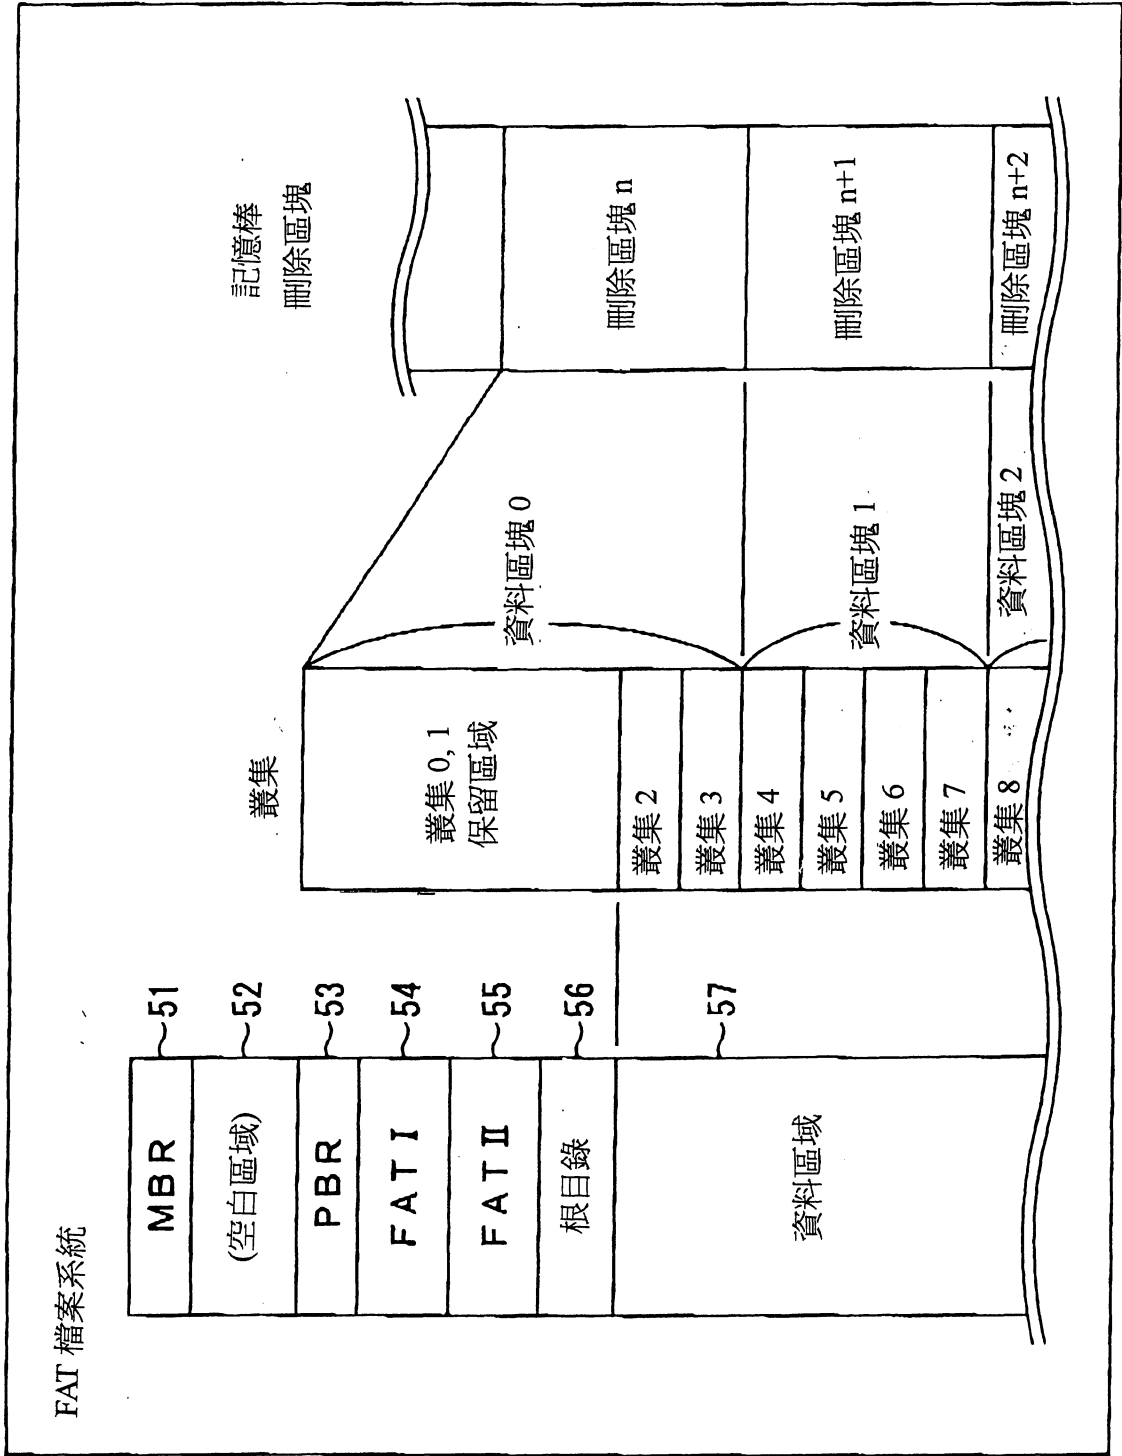 FAT 檔案系統
MBR
51
(空白區域)
52
PBR
53
FAT I
54
FAT II
55
根目錄
56
資料區域
57
叢集
叢集 0, 1
保留區域
叢集 2
叢集 3
叢集 4
叢集 5
叢集 6
叢集 7
叢集 8
資料區塊 0
資料區塊 1
資料區塊 2
記憶棒
刪除區塊
刪除區塊 n
刪除區塊 n+1
刪除區塊 n+2